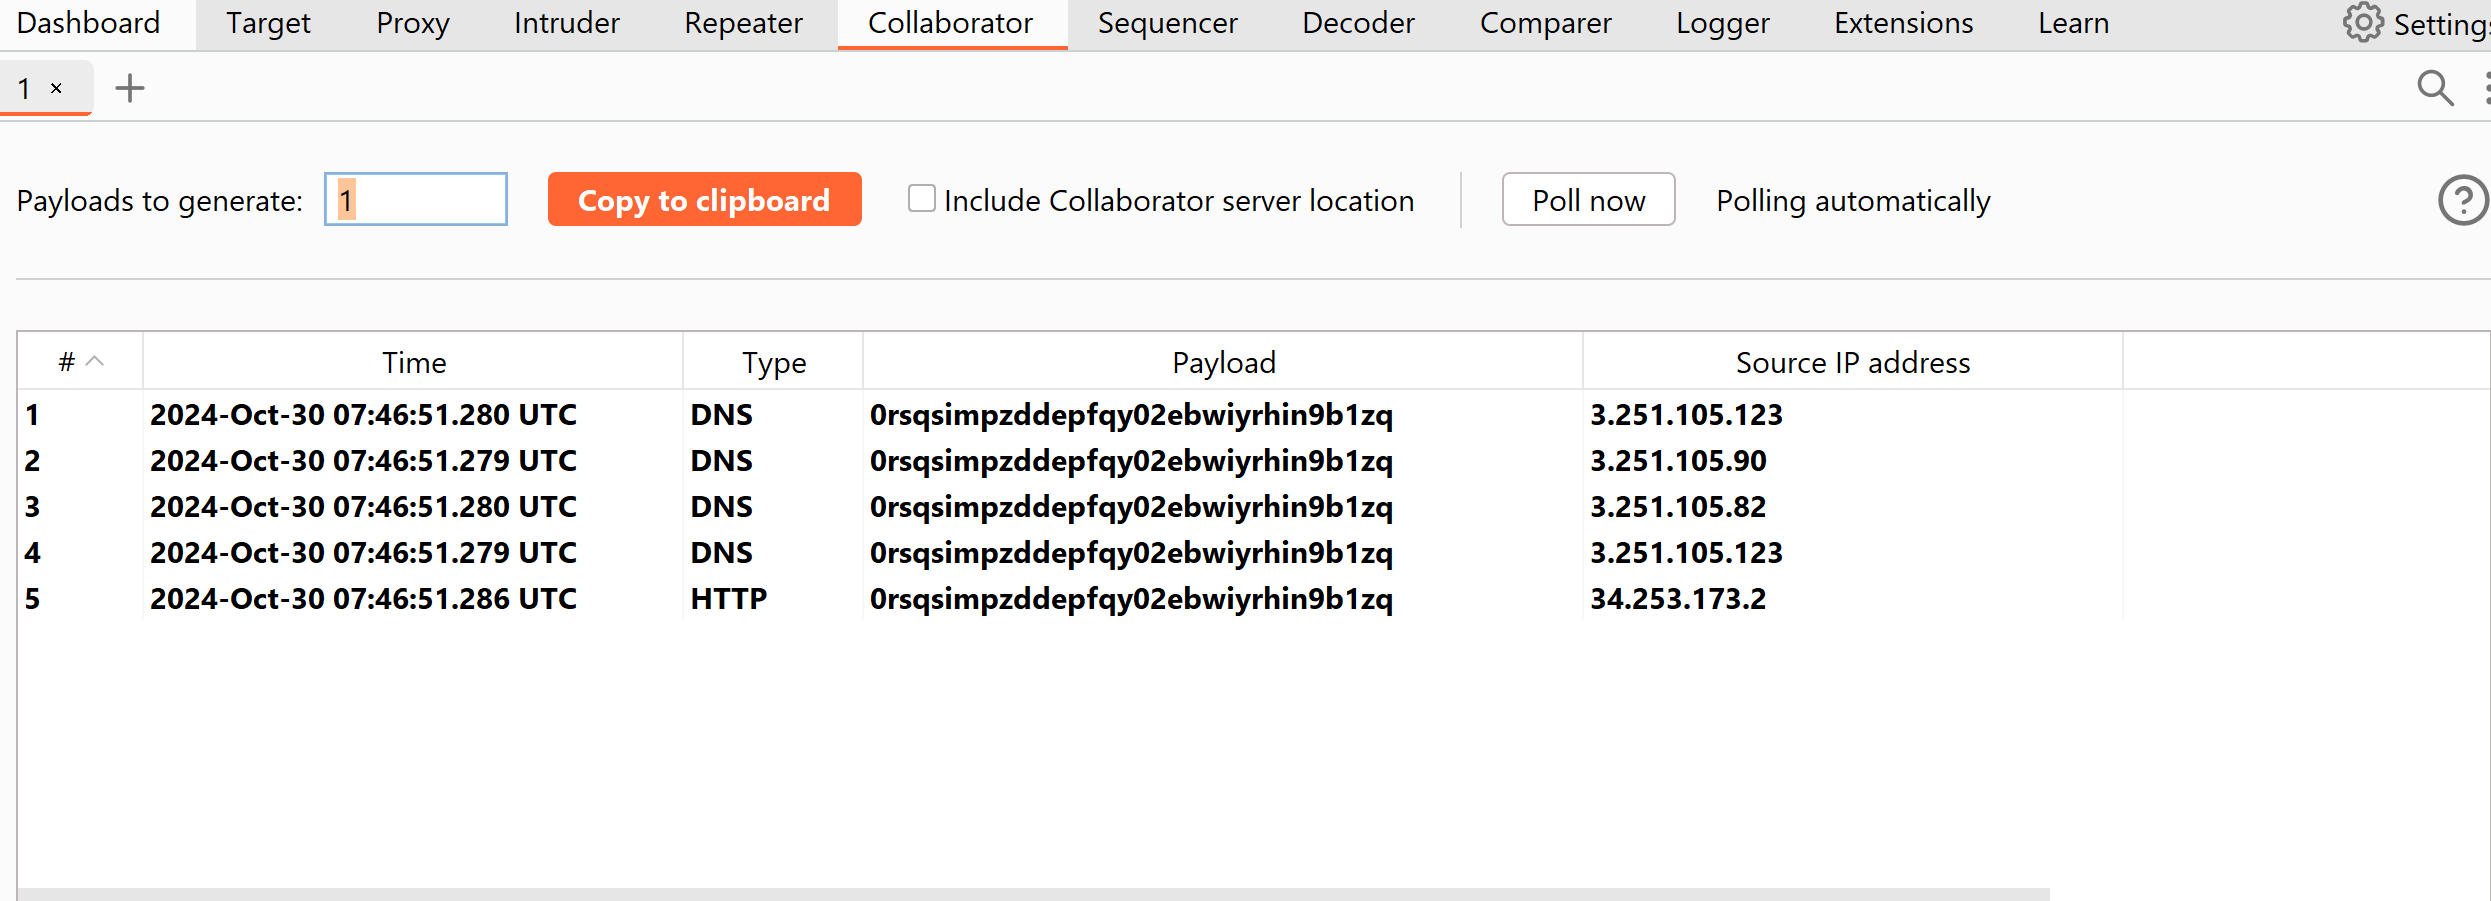 Dashboard Target Proxy Intruder Repeater Collaborator Sequencer Decoder Comparer Logger Extensions Learn Settings
1 ×
Payloads to generate: 1 Copy to clipboard Include Collaborator server location Poll now Polling automatically
# Time Type Payload Source IP address
1 2024-Oct-30 07:46:51.280 UTC DNS 0rsqsimpzddepfqy02ebwiyrhin9b1zq 3.251.105.123
2 2024-Oct-30 07:46:51.279 UTC DNS 0rsqsimpzddepfqy02ebwiyrhin9b1zq 3.251.105.90
3 2024-Oct-30 07:46:51.280 UTC DNS 0rsqsimpzddepfqy02ebwiyrhin9b1zq 3.251.105.82
4 2024-Oct-30 07:46:51.279 UTC DNS 0rsqsimpzddepfqy02ebwiyrhin9b1zq 3.251.105.123
5 2024-Oct-30 07:46:51.286 UTC HTTP 0rsqsimpzddepfqy02ebwiyrhin9b1zq 34.253.173.2